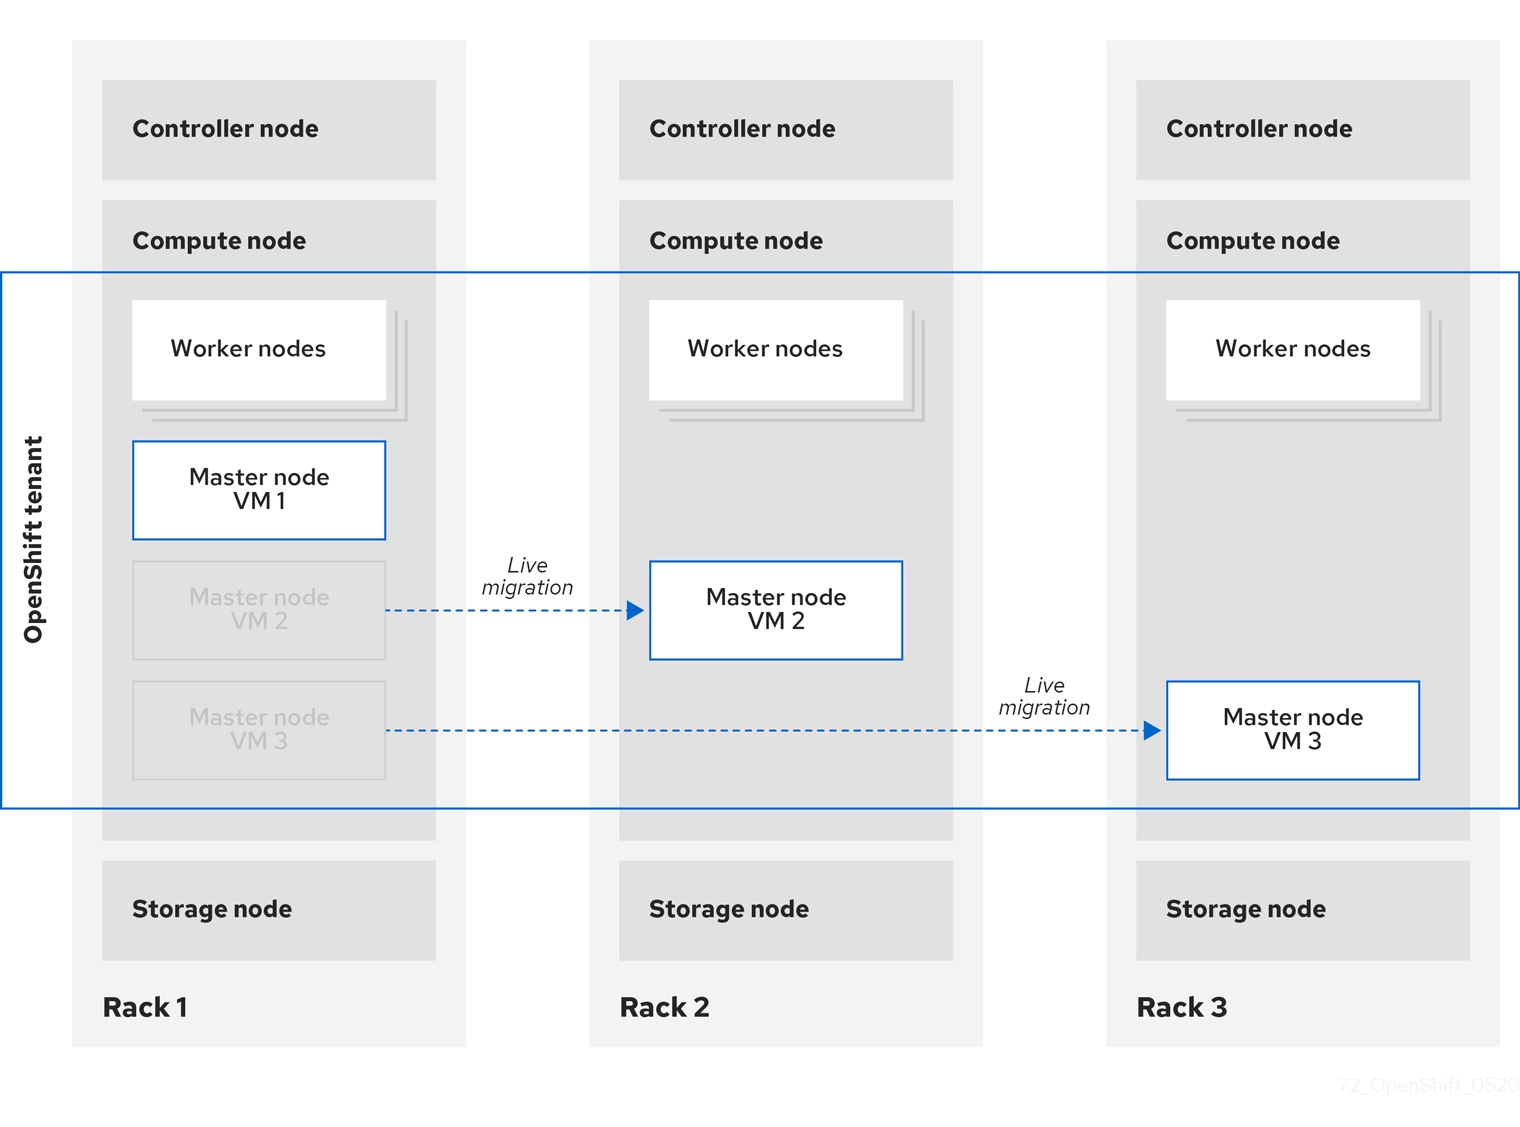 Controller node
Controller node
Controller node
Compute node
Compute node
Compute node
OpenShift tenant
Worker nodes
Worker nodes
Worker nodes
Master node
VM 1
Master node
VM 2
Live
migration
Master node
VM 2
Master node
VM 3
Live
migration
Master node
VM 3
Storage node
Storage node
Storage node
Rack 1
Rack 2
Rack 3
72_OpenShift_0520